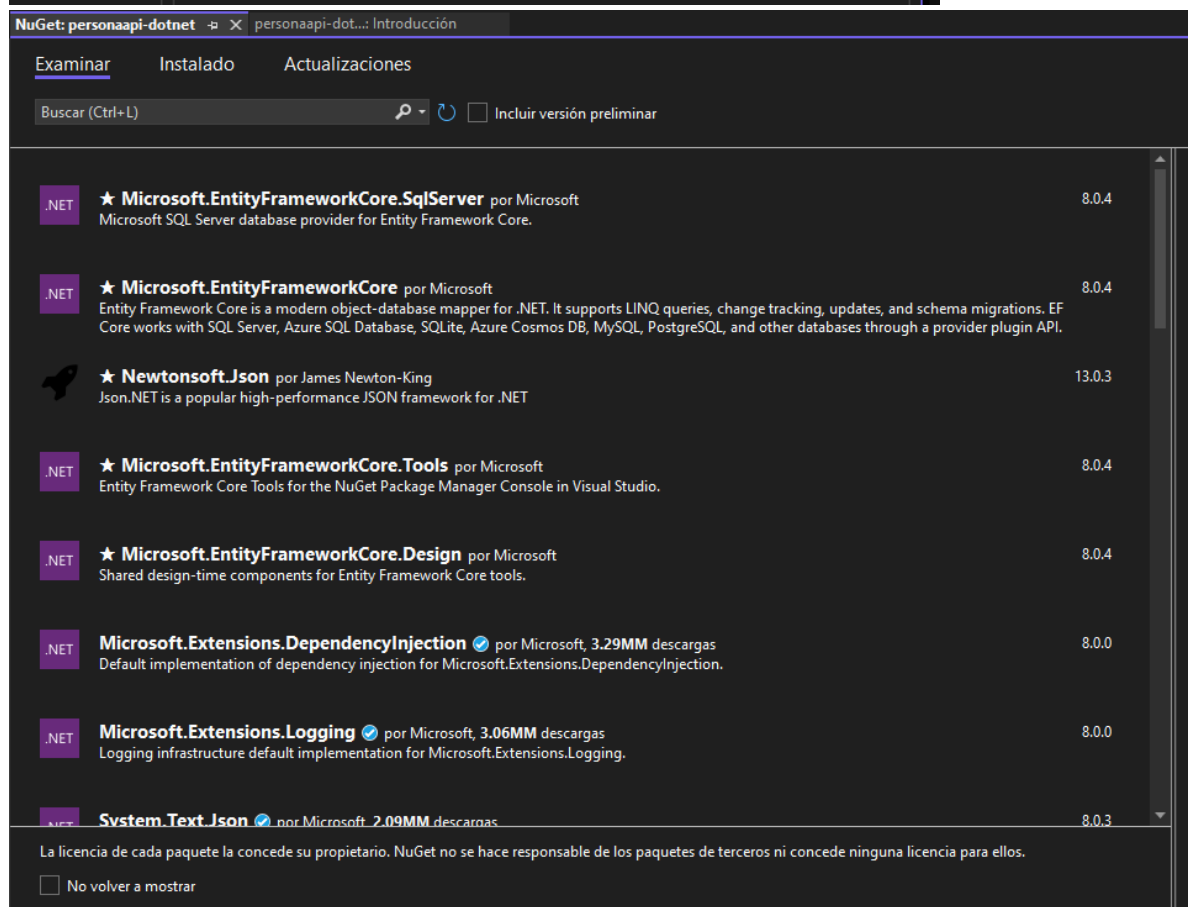 NuGet: personaapi-dotnet personaapi-dot...: Introducción
Examinar Instalado Actualizaciones
Buscar (Ctrl+L) Incluir versión preliminar
.NET ★ Microsoft.EntityFrameworkCore.SqlServer por Microsoft 8.0.4
Microsoft SQL Server database provider for Entity Framework Core.
.NET ★ Microsoft.EntityFrameworkCore por Microsoft 8.0.4
Entity Framework Core is a modern object-database mapper for .NET. It supports LINQ queries, change tracking, updates, and schema migrations. EF
Core works with SQL Server, Azure SQL Database, SQLite, Azure Cosmos DB, MySQL, PostgreSQL, and other databases through a provider plugin API.
★ Newtonsoft.Json por James Newton-King 13.0.3
Json.NET is a popular high-performance JSON framework for .NET
.NET ★ Microsoft.EntityFrameworkCore.Tools por Microsoft 8.0.4
Entity Framework Core Tools for the NuGet Package Manager Console in Visual Studio.
.NET ★ Microsoft.EntityFrameworkCore.Design por Microsoft 8.0.4
Shared design-time components for Entity Framework Core tools.
.NET Microsoft.Extensions.DependencyInjection por Microsoft, 3.29MM descargas 8.0.0
Default implementation of dependency injection for Microsoft.Extensions.DependencyInjection.
.NET Microsoft.Extensions.Logging por Microsoft, 3.06MM descargas 8.0.0
Logging infrastructure default implementation for Microsoft.Extensions.Logging.
.NET System.Text.Json por Microsoft, 2.09MM descargas 8.0.3
La licencia de cada paquete la concede su propietario. NuGet no se hace responsable de los paquetes de terceros ni concede ninguna licencia para ellos.
No volver a mostrar